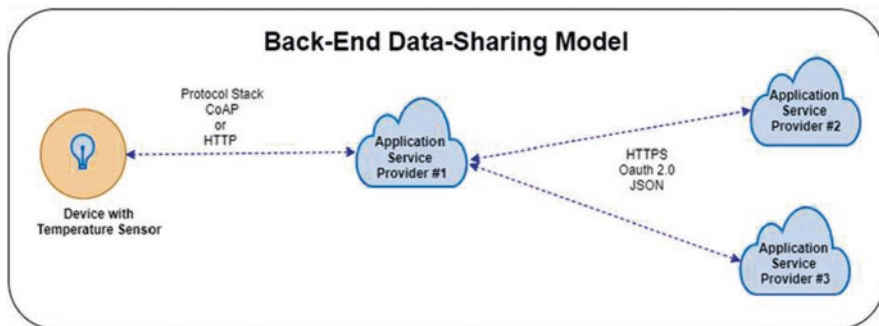 Back-End Data-Sharing Model
Protocol Stack
CoAP
or
HTTP
Device with
Temperature Sensor
Application
Service
Provider #1
HTTPS
Oauth 2.0
JSON
Application
Service
Provider #2
Application
Service
Provider #3